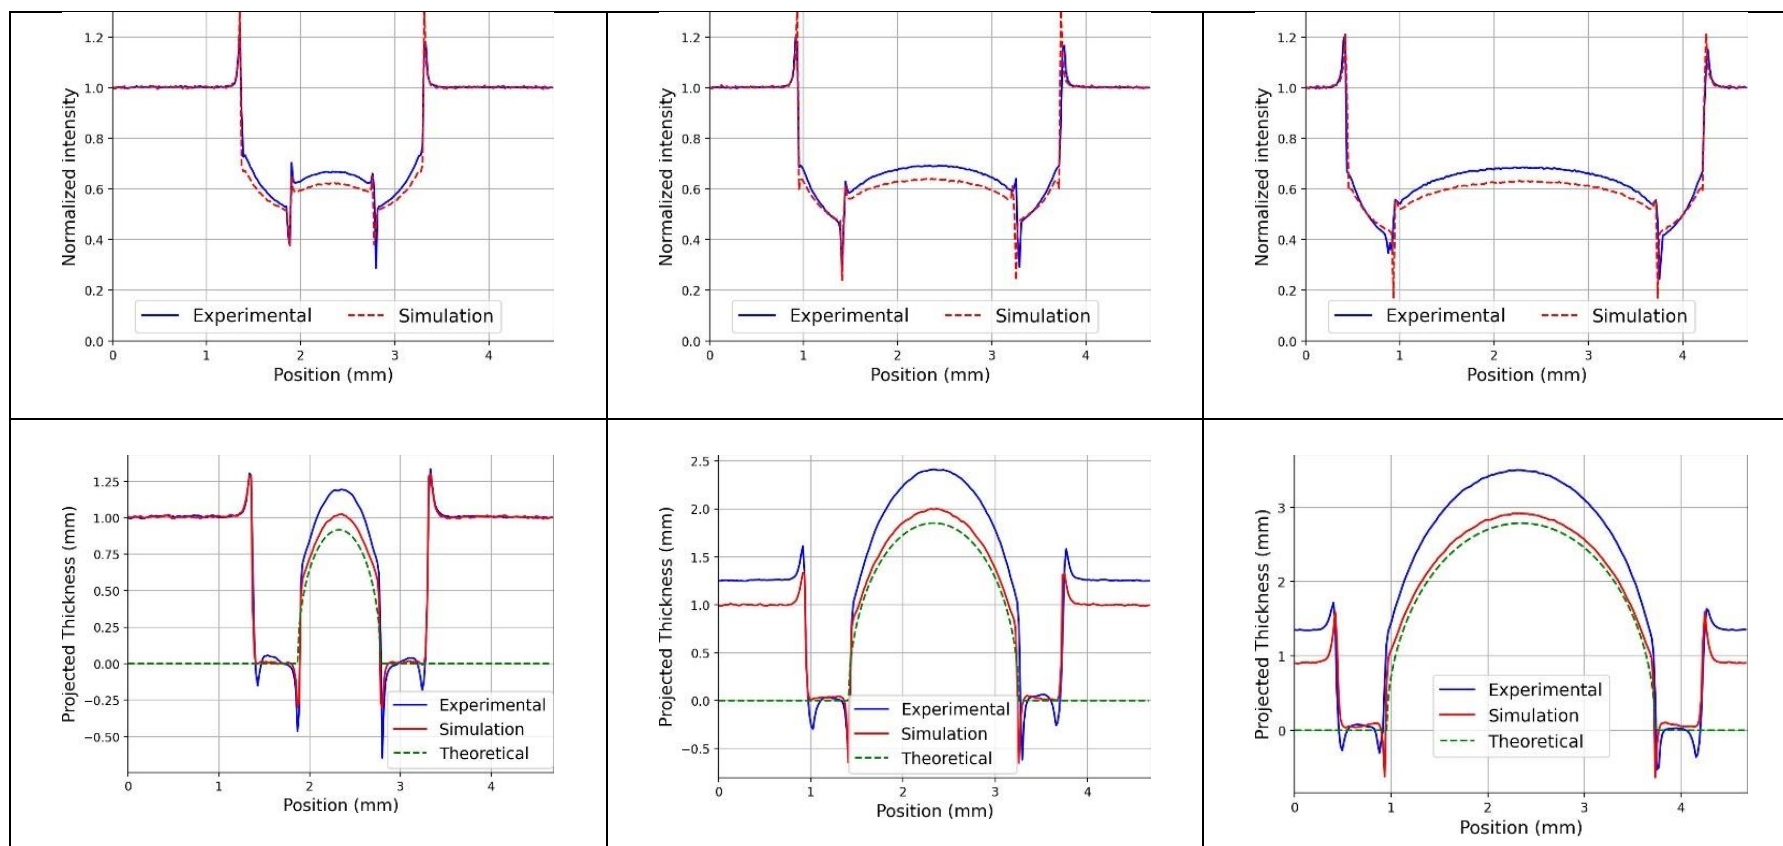 1.2
1.0
0.8
0.6
0.4
0.2
0.0
Normalized intensity
Experimental Simulation
0 1 2 3 4
Position (mm)
1.2
1.0
0.8
0.6
0.4
0.2
0.0
Normalized intensity
Experimental Simulation
0 1 2 3 4
Position (mm)
1.2
1.0
0.8
0.6
0.4
0.2
0.0
Normalized intensity
Experimental Simulation
0 1 2 3 4
Position (mm)
1.25
1.00
0.75
0.50
0.25
0.00
−0.25
−0.50
Projected Thickness (mm)
Experimental
Simulation
Theoretical
0 1 2 3 4
Position (mm)
2.5
2.0
1.5
1.0
0.5
0.0
−0.5
Projected Thickness (mm)
Experimental
Simulation
Theoretical
0 1 2 3 4
Position (mm)
3
2
1
0
Projected Thickness (mm)
Experimental
Simulation
Theoretical
0 1 2 3 4
Position (mm)